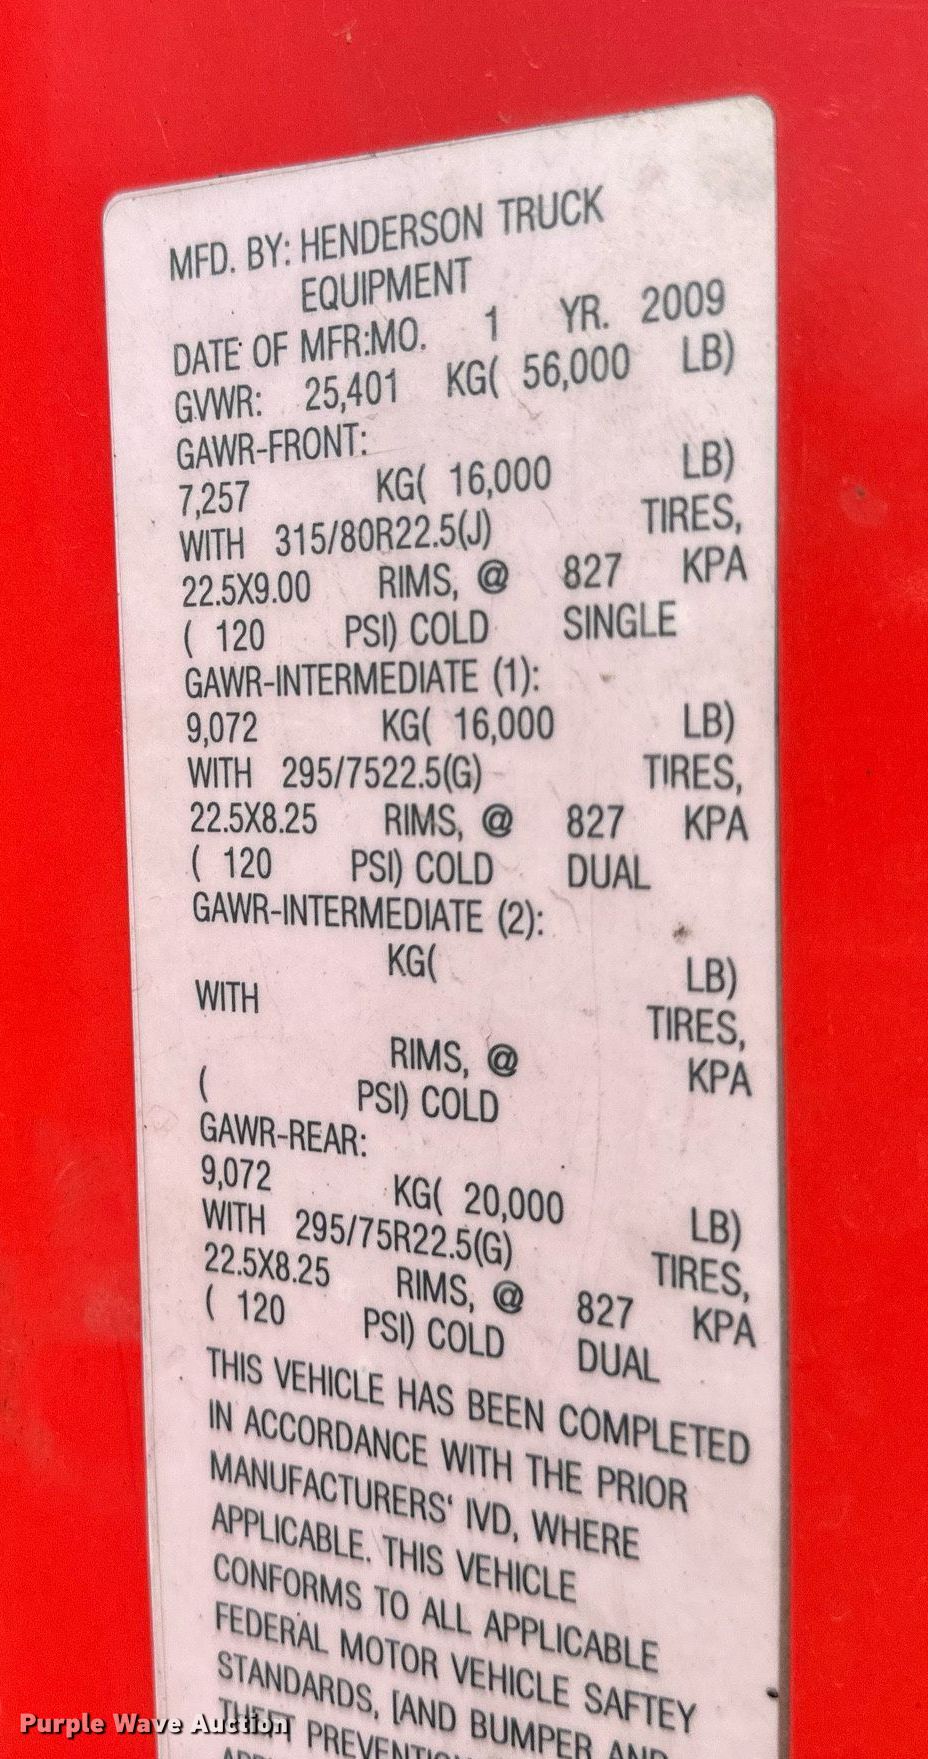 MFD. BY: HENDERSON TRUCK
EQUIPMENT
DATE OF MFR:MO. 1 YR. 2009
GVWR: 25,401 KG( 56,000 LB)
GAWR-FRONT:
7,257 KG( 16,000 LB)
WITH 315/80R22.5(J) TIRES,
22.5X9.00 RIMS, @ 827 KPA
( 120 PSI) COLD SINGLE
GAWR-INTERMEDIATE (1):
9,072 KG( 16,000 LB)
WITH 295/7522.5(G) TIRES,
22.5X8.25 RIMS, @ 827 KPA
( 120 PSI) COLD DUAL
GAWR-INTERMEDIATE (2):
KG( LB)
WITH TIRES,
RIMS, @ KPA
( PSI) COLD
GAWR-REAR:
9,072 KG( 20,000 LB)
WITH 295/75R22.5(G) TIRES,
22.5X8.25 RIMS, @ 827 KPA
( 120 PSI) COLD DUAL
THIS VEHICLE HAS BEEN COMPLETED
IN ACCORDANCE WITH THE PRIOR
MANUFACTURERS' IVD, WHERE
APPLICABLE. THIS VEHICLE
CONFORMS TO ALL APPLICABLE
FEDERAL MOTOR VEHICLE SAFTEY
STANDARDS, [AND BUMPER AND
THEFT PREVENTION
Purple Wave Auction